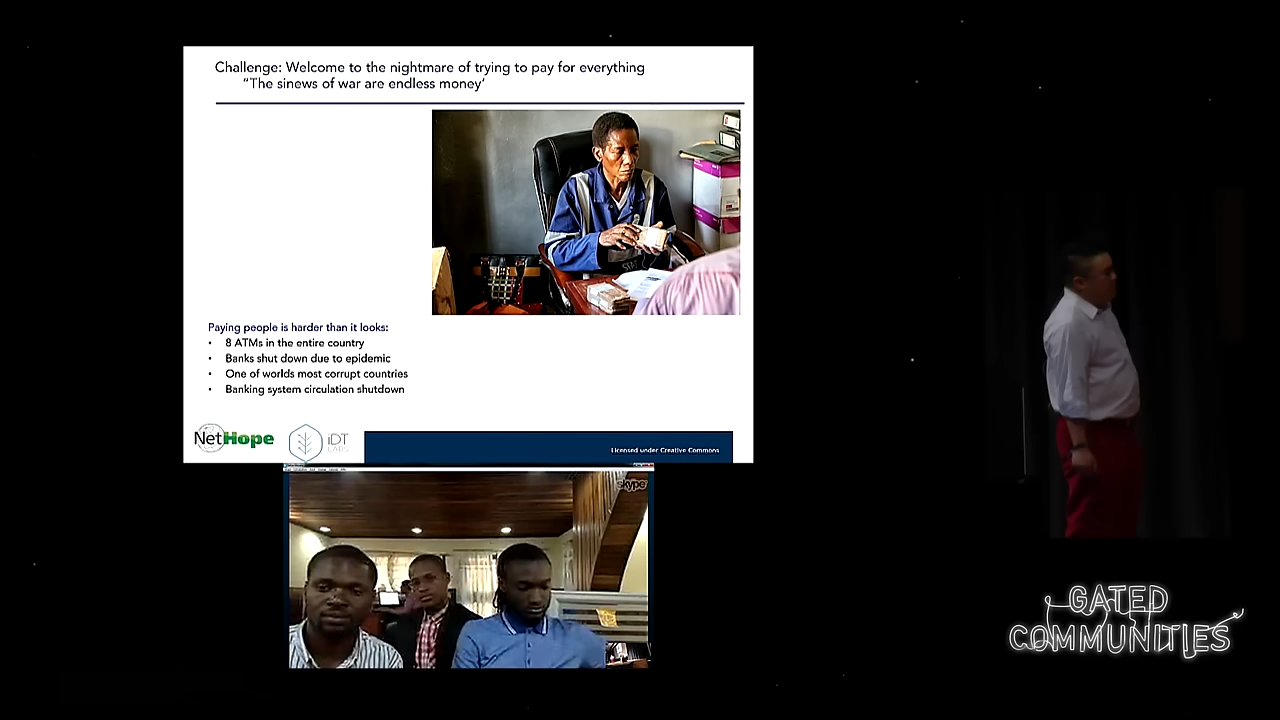 Challenge: Welcome to the nightmare of trying to pay for everything
“The sinews of war are endless money’
Paying people is harder than it looks:
• 8 ATMs in the entire country
• Banks shut down due to epidemic
• One of worlds most corrupt countries
• Banking system circulation shutdown
NetHope
iDT
LABS
Licensed under Creative Commons
skype
GATED
COMMUNITIES